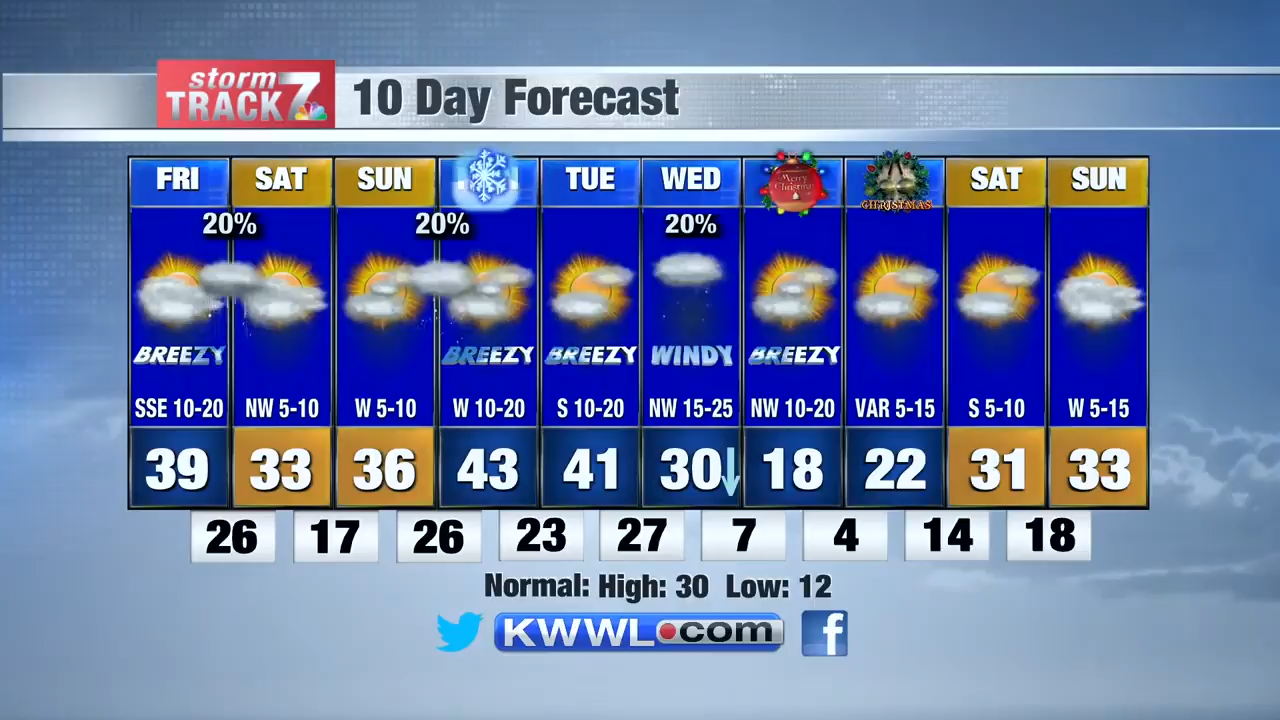 storm
TRACK 7
10 Day Forecast
FRI SAT SUN TUE WED Merry Christmas CHRISTMAS SAT SUN
20% 20% 20%
BREEZY BREEZY BREEZY WINDY BREEZY
SSE 10-20 NW 5-10 W 5-10 W 10-20 S 10-20 NW 15-25 NW 10-20 VAR 5-15 S 5-10 W 5-15
39 33 36 43 41 30 18 22 31 33
26 17 26 23 27 7 4 14 18
Normal: High: 30 Low: 12
KWWL.com f